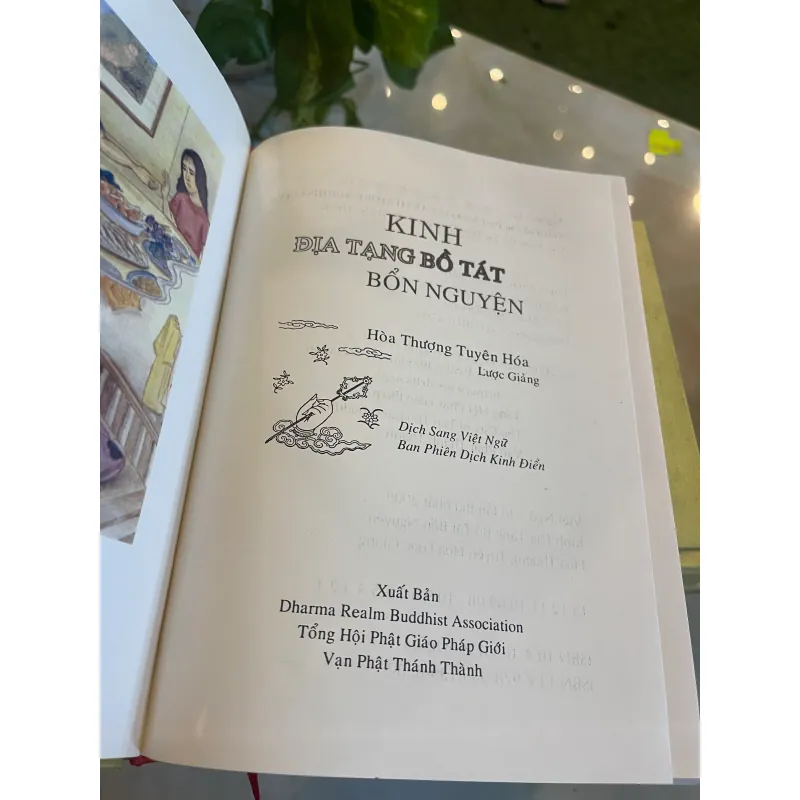 KINH
ĐỊA TẠNG BỒ TÁT
BỔN NGUYỆN
Hòa Thượng Tuyên Hóa
Lược Giảng
Dịch Sang Việt Ngữ
Ban Phiên Dịch Kinh Điển
Xuất Bản
Dharma Realm Buddhist Association
Tổng Hội Phật Giáo Pháp Giới
Vạn Phật Thánh Thành